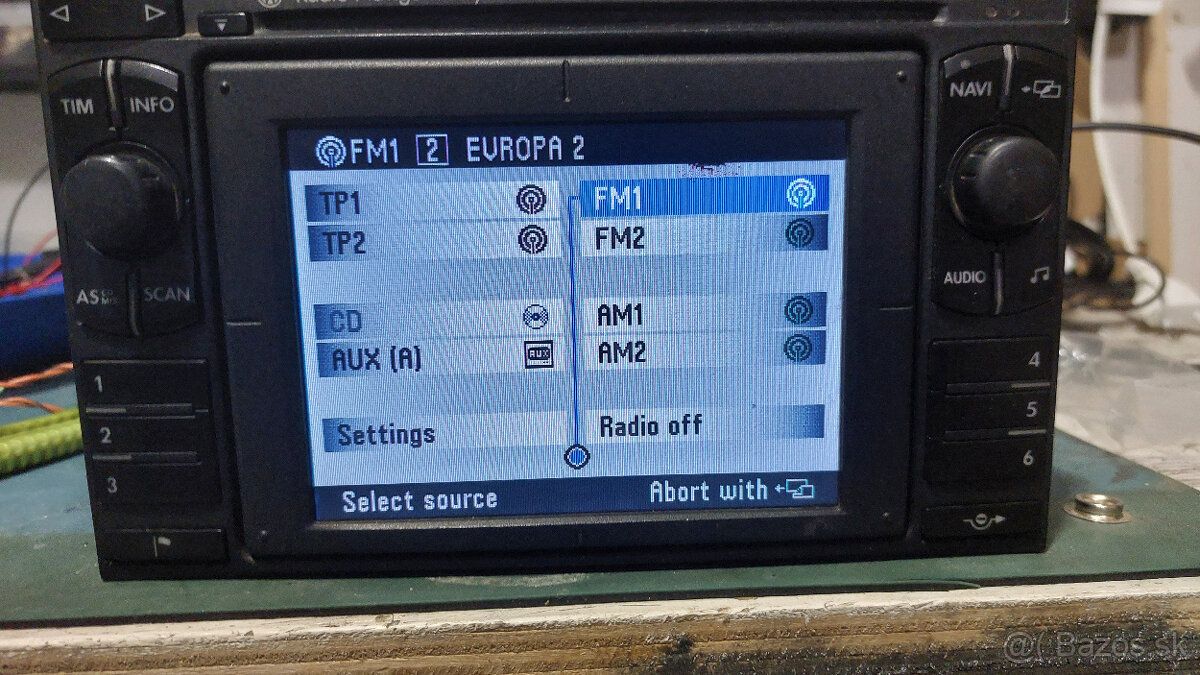 TIM INFO
NAVI
FM1 2 EUROPA 2
TP1
FM1
TP2
FM2
AUDIO
AS SCAN
CD
AM1
AUX (A) AUX
AM2
1
4
2
5
3
6
Settings
Radio off
Select source
Abort with
Bazos.sk